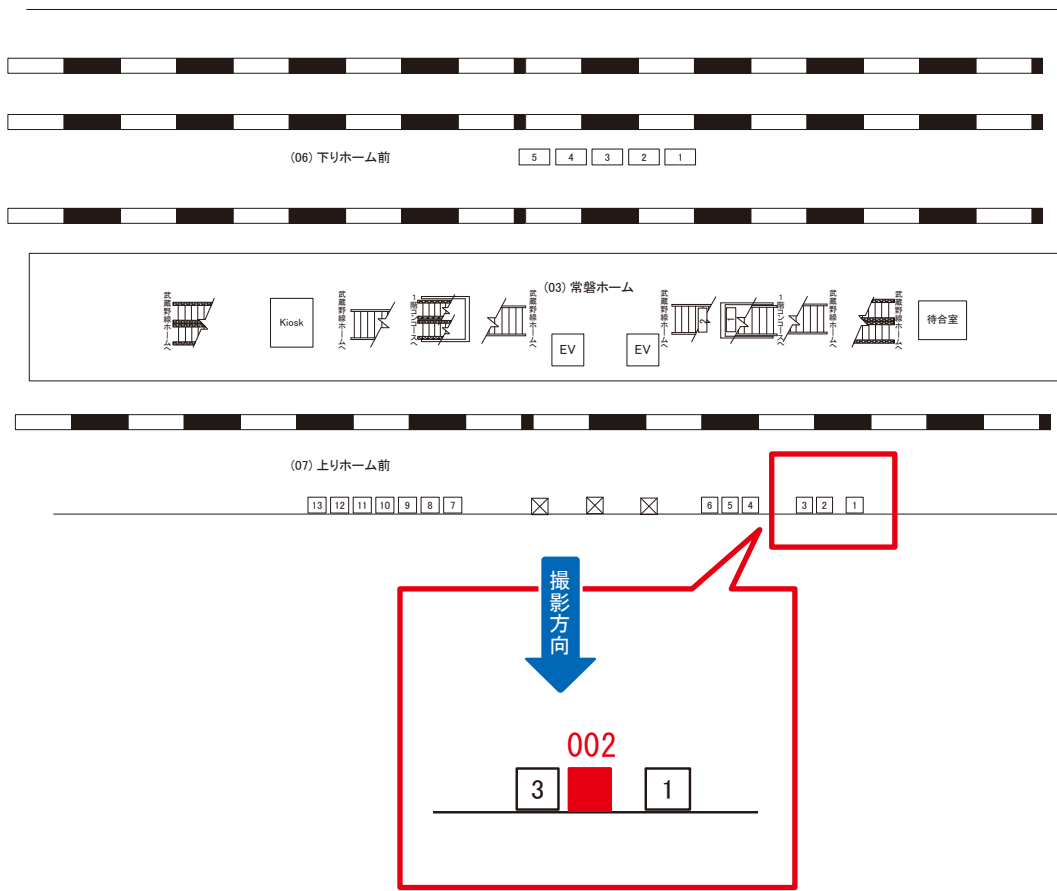 (06) 下りホーム前
5 4 3 2 1
(03) 常磐ホーム
武蔵野線ホームへ
Kiosk
武蔵野線ホームへ
1階コンコースへ
武蔵野線ホームへ
EV
EV
武蔵野線ホームへ
2
1
1階コンコースへ
武蔵野線ホームへ
武蔵野線ホームへ
待合室
(07) 上りホーム前
13 12 11 10 9 8 7 6 5 4 3 2 1
撮影方向
002
3 1